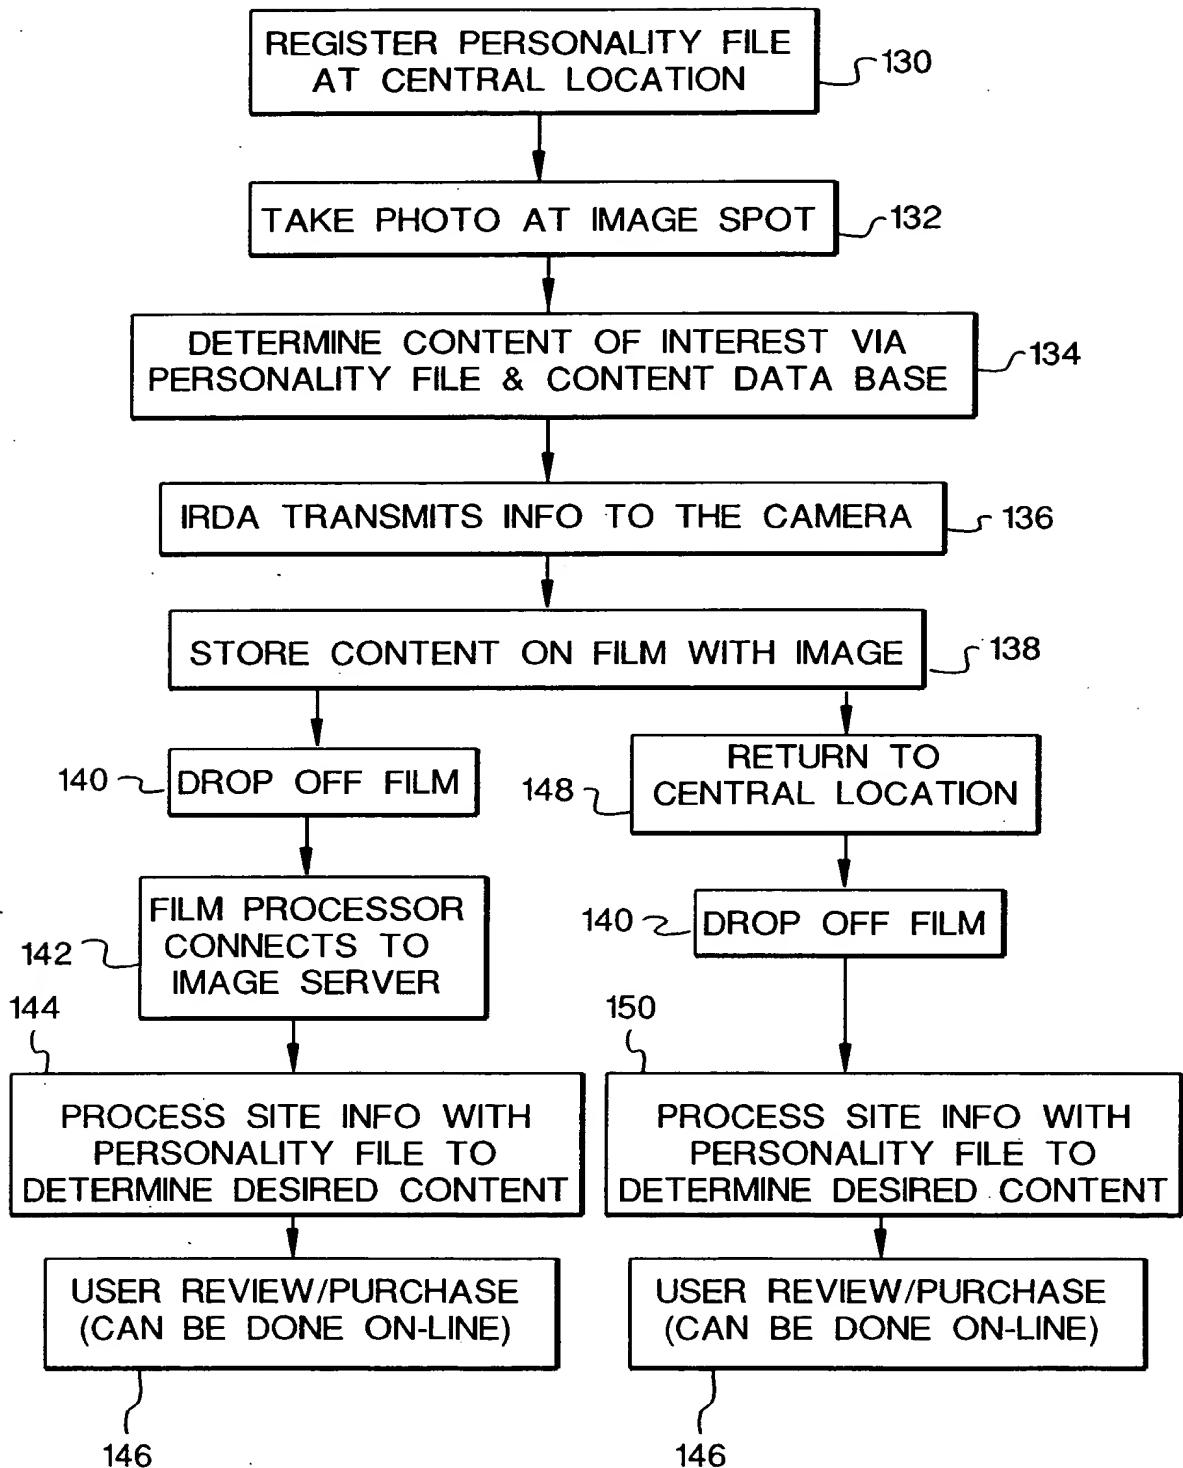 REGISTER PERSONALITY FILE
AT CENTRAL LOCATION
130
TAKE PHOTO AT IMAGE SPOT
132
DETERMINE CONTENT OF INTEREST VIA
PERSONALITY FILE & CONTENT DATA BASE
134
IRDA TRANSMITS INFO TO THE CAMERA
136
STORE CONTENT ON FILM WITH IMAGE
138
140
DROP OFF FILM
148
RETURN TO
CENTRAL LOCATION
142
FILM PROCESSOR
CONNECTS TO
IMAGE SERVER
140
DROP OFF FILM
144
PROCESS SITE INFO WITH
PERSONALITY FILE TO
DETERMINE DESIRED CONTENT
150
PROCESS SITE INFO WITH
PERSONALITY FILE TO
DETERMINE DESIRED CONTENT
USER REVIEW/PURCHASE
(CAN BE DONE ON-LINE)
146
USER REVIEW/PURCHASE
(CAN BE DONE ON-LINE)
146